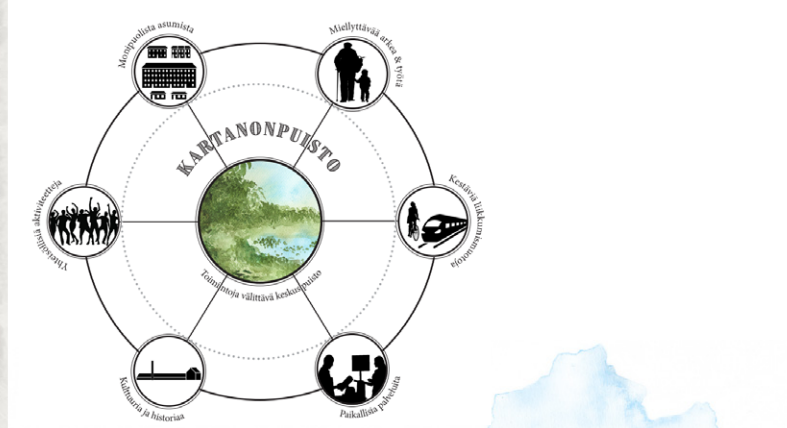 Monipuolista asumista
Miellyttävää arkea & työtä
KARTANONPUISTO
Kestäviä liikkumismuotoja
Yhteisöllisiä aktiviteetteja
Toimintoja välittävä keskuspuisto
Kulttuuria ja historiaa
Paikallisia palveluita